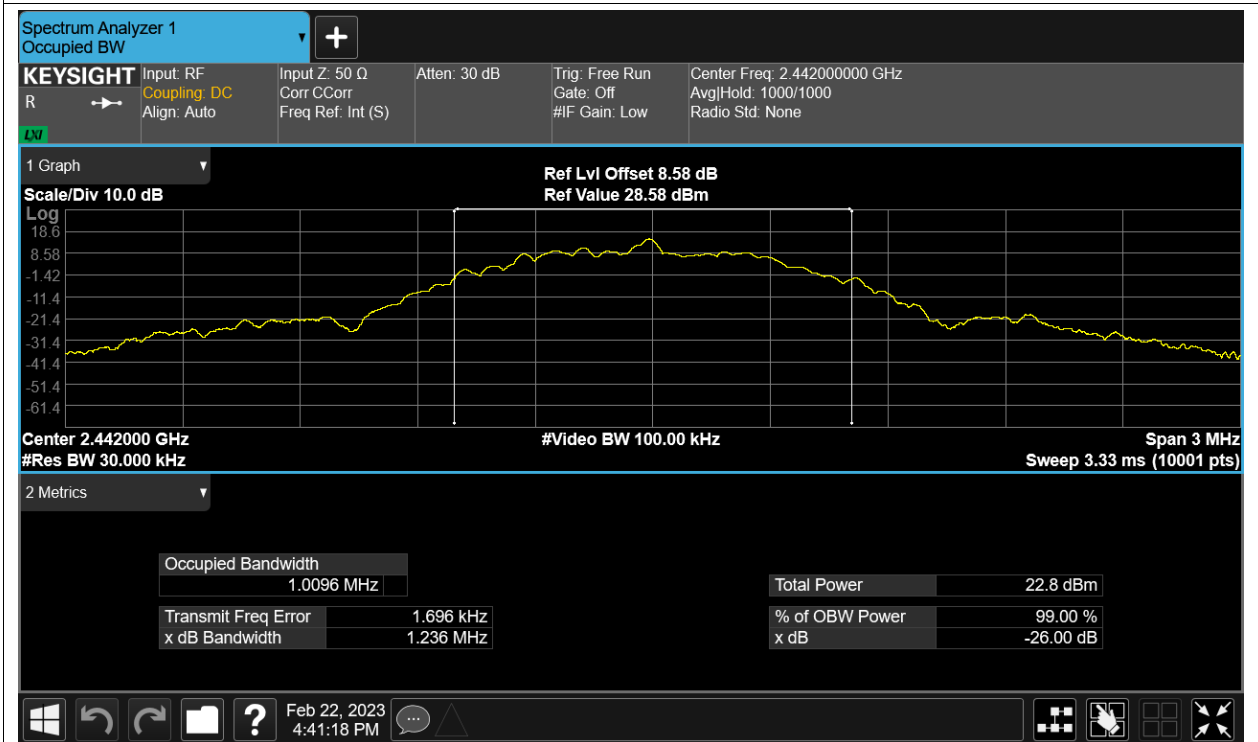 Spectrum Analyzer 1
Occupied BW
KEYSIGHT
R
LXI
Input: RF
Coupling: DC
Align: Auto
Input Z: 50 Ω
Corr CCorr
Freq Ref: Int (S)
Atten: 30 dB
Trig: Free Run
Gate: Off
#IF Gain: Low
Center Freq: 2.442000000 GHz
Avg|Hold: 1000/1000
Radio Std: None
1 Graph
Scale/Div 10.0 dB
Ref Lvl Offset 8.58 dB
Ref Value 28.58 dBm
Log
18.6
8.58
-1.42
-11.4
-21.4
-31.4
-41.4
-51.4
-61.4
Center 2.442000 GHz
#Res BW 30.000 kHz
#Video BW 100.00 kHz
Span 3 MHz
Sweep 3.33 ms (10001 pts)
2 Metrics
Occupied Bandwidth
1.0096 MHz
Transmit Freq Error 1.696 kHz
x dB Bandwidth 1.236 MHz
Total Power 22.8 dBm
% of OBW Power 99.00 %
x dB -26.00 dB
?
Feb 22, 2023
4:41:18 PM